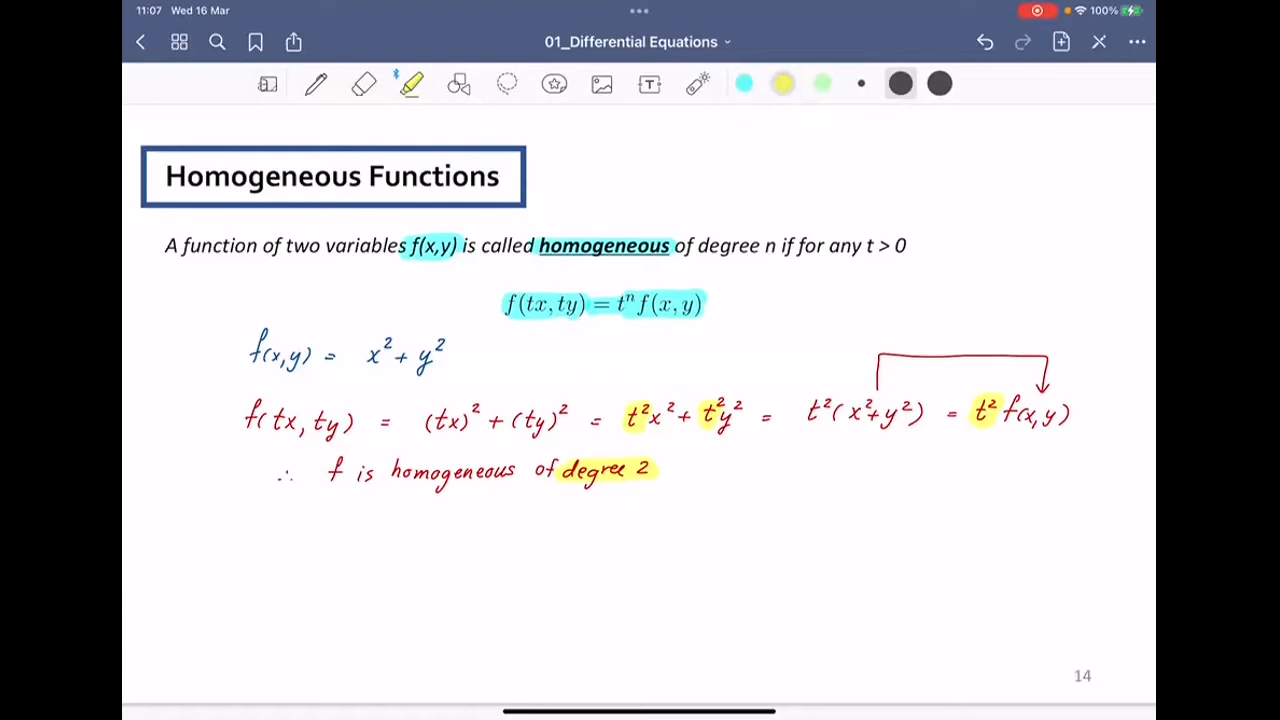 11:07 Wed 16 Mar 100%
01_Differential Equations
Homogeneous Functions
A function of two variables f(x,y) is called homogeneous of degree n if for any t > 0
f(tx, ty) = tⁿ f(x, y)
f(x,y) = x² + y²
f(tx, ty) = (tx)² + (ty)² = t²x² + t²y² = t²(x²+y²) = t² f(x,y)
∴ f is homogeneous of degree 2
14